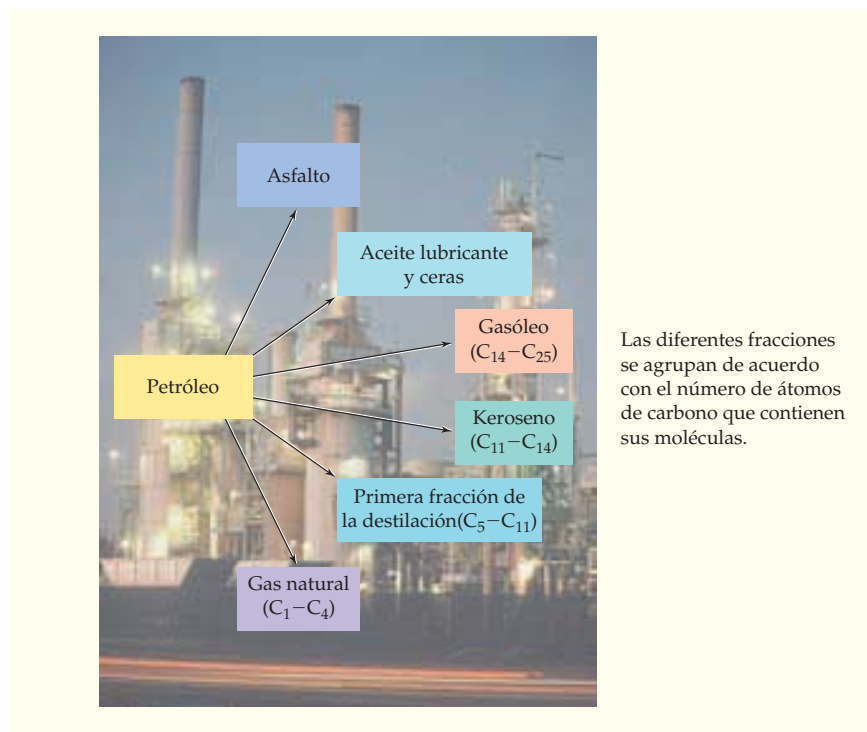 Asfalto
Aceite lubricante
y ceras
Gasóleo
(C₁₄−C₂₅)
Petróleo
Keroseno
(C₁₁−C₁₄)
Primera fracción de
la destilación(C₅−C₁₁)
Gas natural
(C₁−C₄)
Las diferentes fracciones
se agrupan de acuerdo
con el número de átomos
de carbono que contienen
sus moléculas.